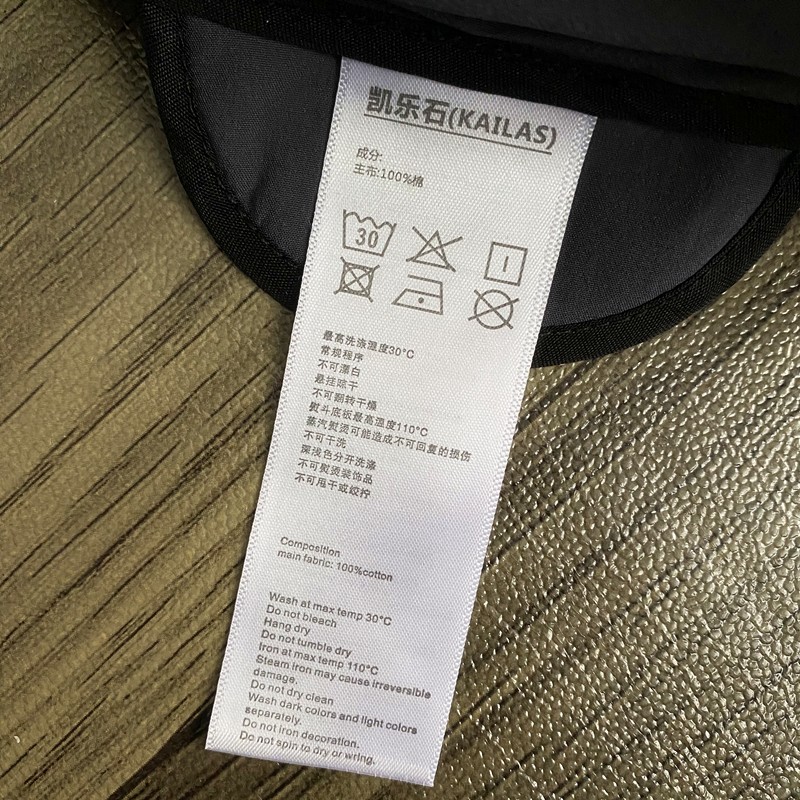 凯乐石(KAILAS)
成分:
主布:100%棉
30
最高洗涤温度30°C
常规程序
不可漂白
悬挂晾干
不可翻转干燥
熨斗底板最高温度110°C
蒸汽熨烫可能造成不可回复的损伤
不可干洗
深浅色分开洗涤
不可熨烫装饰品
不可甩干或绞拧
Composition
main fabric: 100%cotton
Wash at max temp 30°C
Do not bleach
Hang dry
Do not tumble dry
Iron at max temp 110°C
Steam iron may cause irreversible
damage.
Do not dry clean
Wash dark colors and light colors
separately.
Do not iron decoration.
Do not spin to dry or wring.